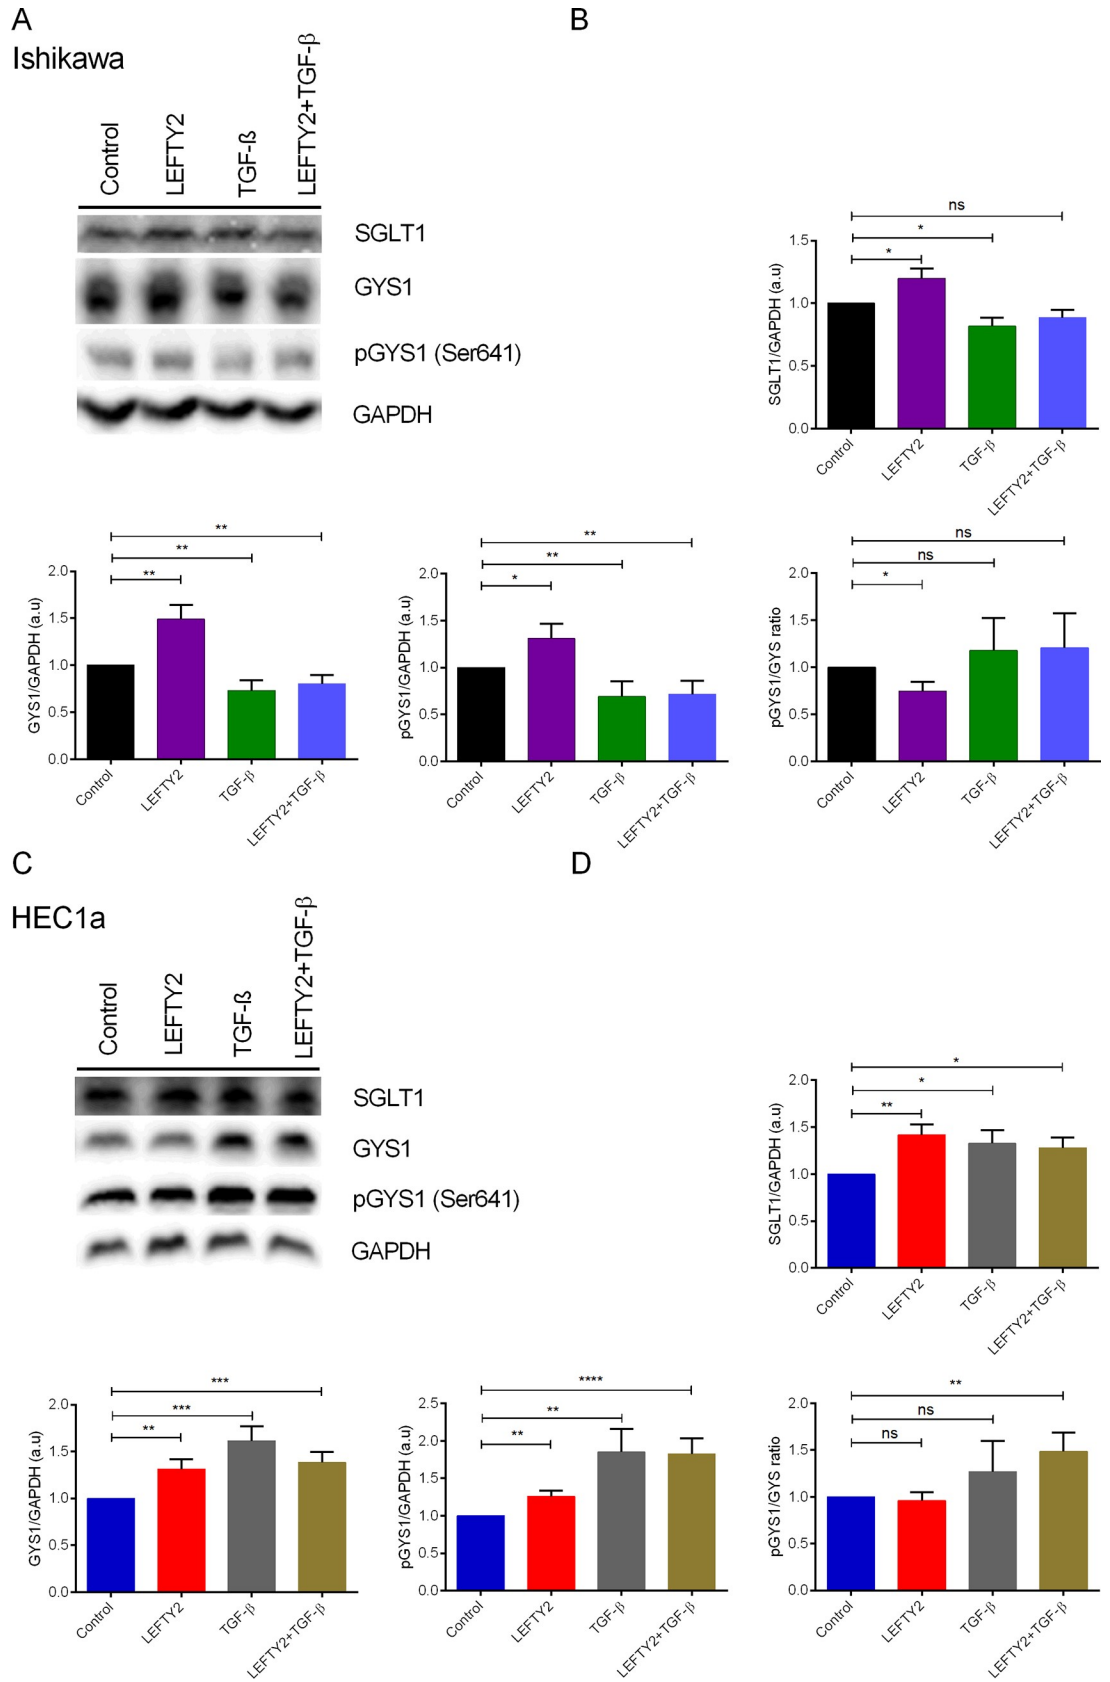 A
B
Ishikawa
Control
LEFTY2
TGF-ß
LEFTY2+TGF-β
SGLT1
GYS1
pGYS1 (Ser641)
GAPDH
ns
*
*
SGLT1/GAPDH (a.u)
1.5
1.0
0.5
0.0
Control
LEFTY2
TGF-β
LEFTY2+TGF-β
**
**
**
GYS1/GAPDH (a.u)
2.0
1.5
1.0
0.5
0.0
Control
LEFTY2
TGF-β
LEFTY2+TGF-β
**
**
*
pGYS1/GAPDH (a.u)
2.0
1.5
1.0
0.5
0.0
Control
LEFTY2
TGF-β
LEFTY2+TGF-β
ns
ns
*
pGYS1/GYS ratio
2.0
1.5
1.0
0.5
0.0
Control
LEFTY2
TGF-β
LEFTY2+TGF-β
C
D
HEC1a
Control
LEFTY2
TGF-ß
LEFTY2+TGF-β
SGLT1
GYS1
pGYS1 (Ser641)
GAPDH
*
*
**
SGLT1/GAPDH (a.u)
2.0
1.5
1.0
0.5
0.0
Control
LEFTY2
TGF-β
LEFTY2+TGF-β
***
***
**
GYS1/GAPDH (a.u)
2.0
1.5
1.0
0.5
0.0
Control
LEFTY2
TGF-β
LEFTY2+TGF-β
****
**
**
pGYS1/GAPDH (a.u)
2.5
2.0
1.5
1.0
0.5
0.0
Control
LEFTY2
TGF-β
LEFTY2+TGF-β
**
ns
ns
pGYS1/GYS ratio
2.0
1.5
1.0
0.5
0.0
Control
LEFTY2
TGF-β
LEFTY2+TGF-β